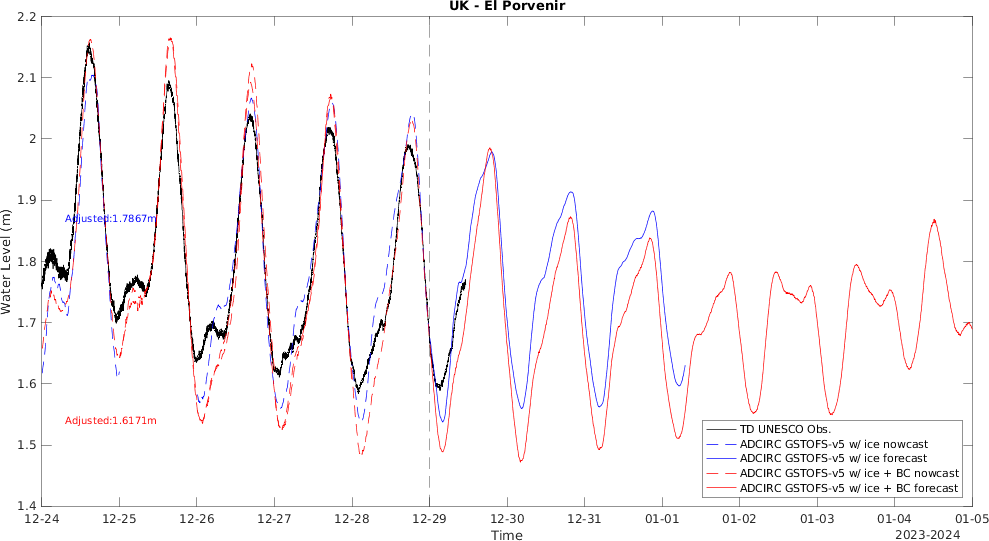 UK - El Porvenir
2.2
2.1
2
1.9
1.8
1.7
1.6
1.5
1.4
Water Level (m)
Adjusted:1.7867m
Adjusted:1.6171m
TD UNESCO Obs.
ADCIRC GSTOFS-v5 w/ice nowcast
ADCIRC GSTOFS-v5 w/ice forecast
ADCIRC GSTOFS-v5 w/ice + BC nowcast
ADCIRC GSTOFS-v5 w/ice + BC forecast
12-24 12-25 12-26 12-27 12-28 12-29 12-30 12-31 01-01 01-02 01-03 01-04 01-05
Time
2023-2024